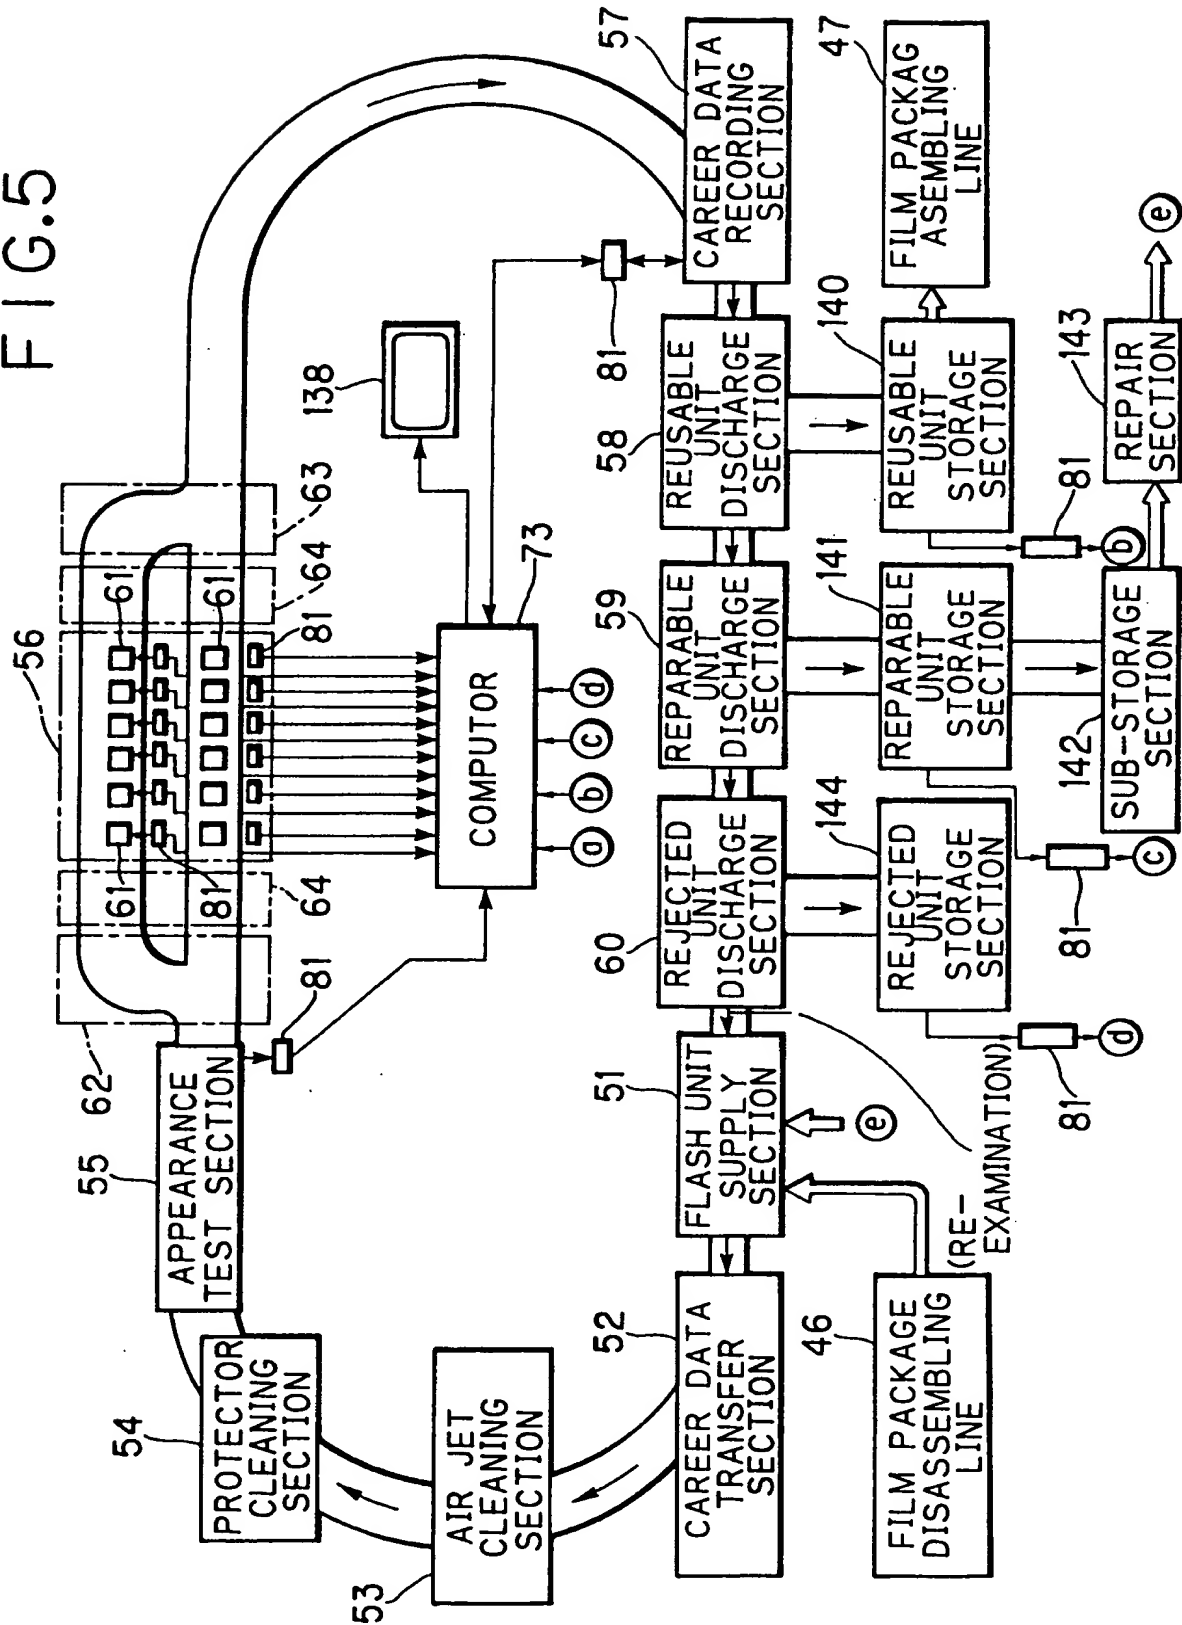 FIG.5
56
62
64
64
63
61
61
61
81
81
81
55
APPEARANCE
TEST SECTION
54
PROTECTOR
CLEANING
SECTION
53
AIR JET
CLEANING
SECTION
138
COMPUTOR
73
a
b
c
d
81
52
CAREER DATA
TRANSFER
SECTION
51
FLASH UNIT
SUPPLY
SECTION
e
60
REJECTED
UNIT
DISCHARGE
SECTION
59
REPARABLE
UNIT
DISCHARGE
SECTION
58
REUSABLE
UNIT
DISCHARGE
SECTION
57
CAREER DATA
RECORDING
SECTION
46
FILM PACKAGE
DISASSEMBLING
LINE
(RE-
EXAMINATION)
144
REJECTED
UNIT
STORAGE
SECTION
81
d
141
REPARABLE
UNIT
STORAGE
SECTION
81
c
140
REUSABLE
UNIT
STORAGE
SECTION
81
b
47
FILM PACKAG
ASEMBLING
LINE
142
SUB-STORAGE
SECTION
143
REPAIR
SECTION
e